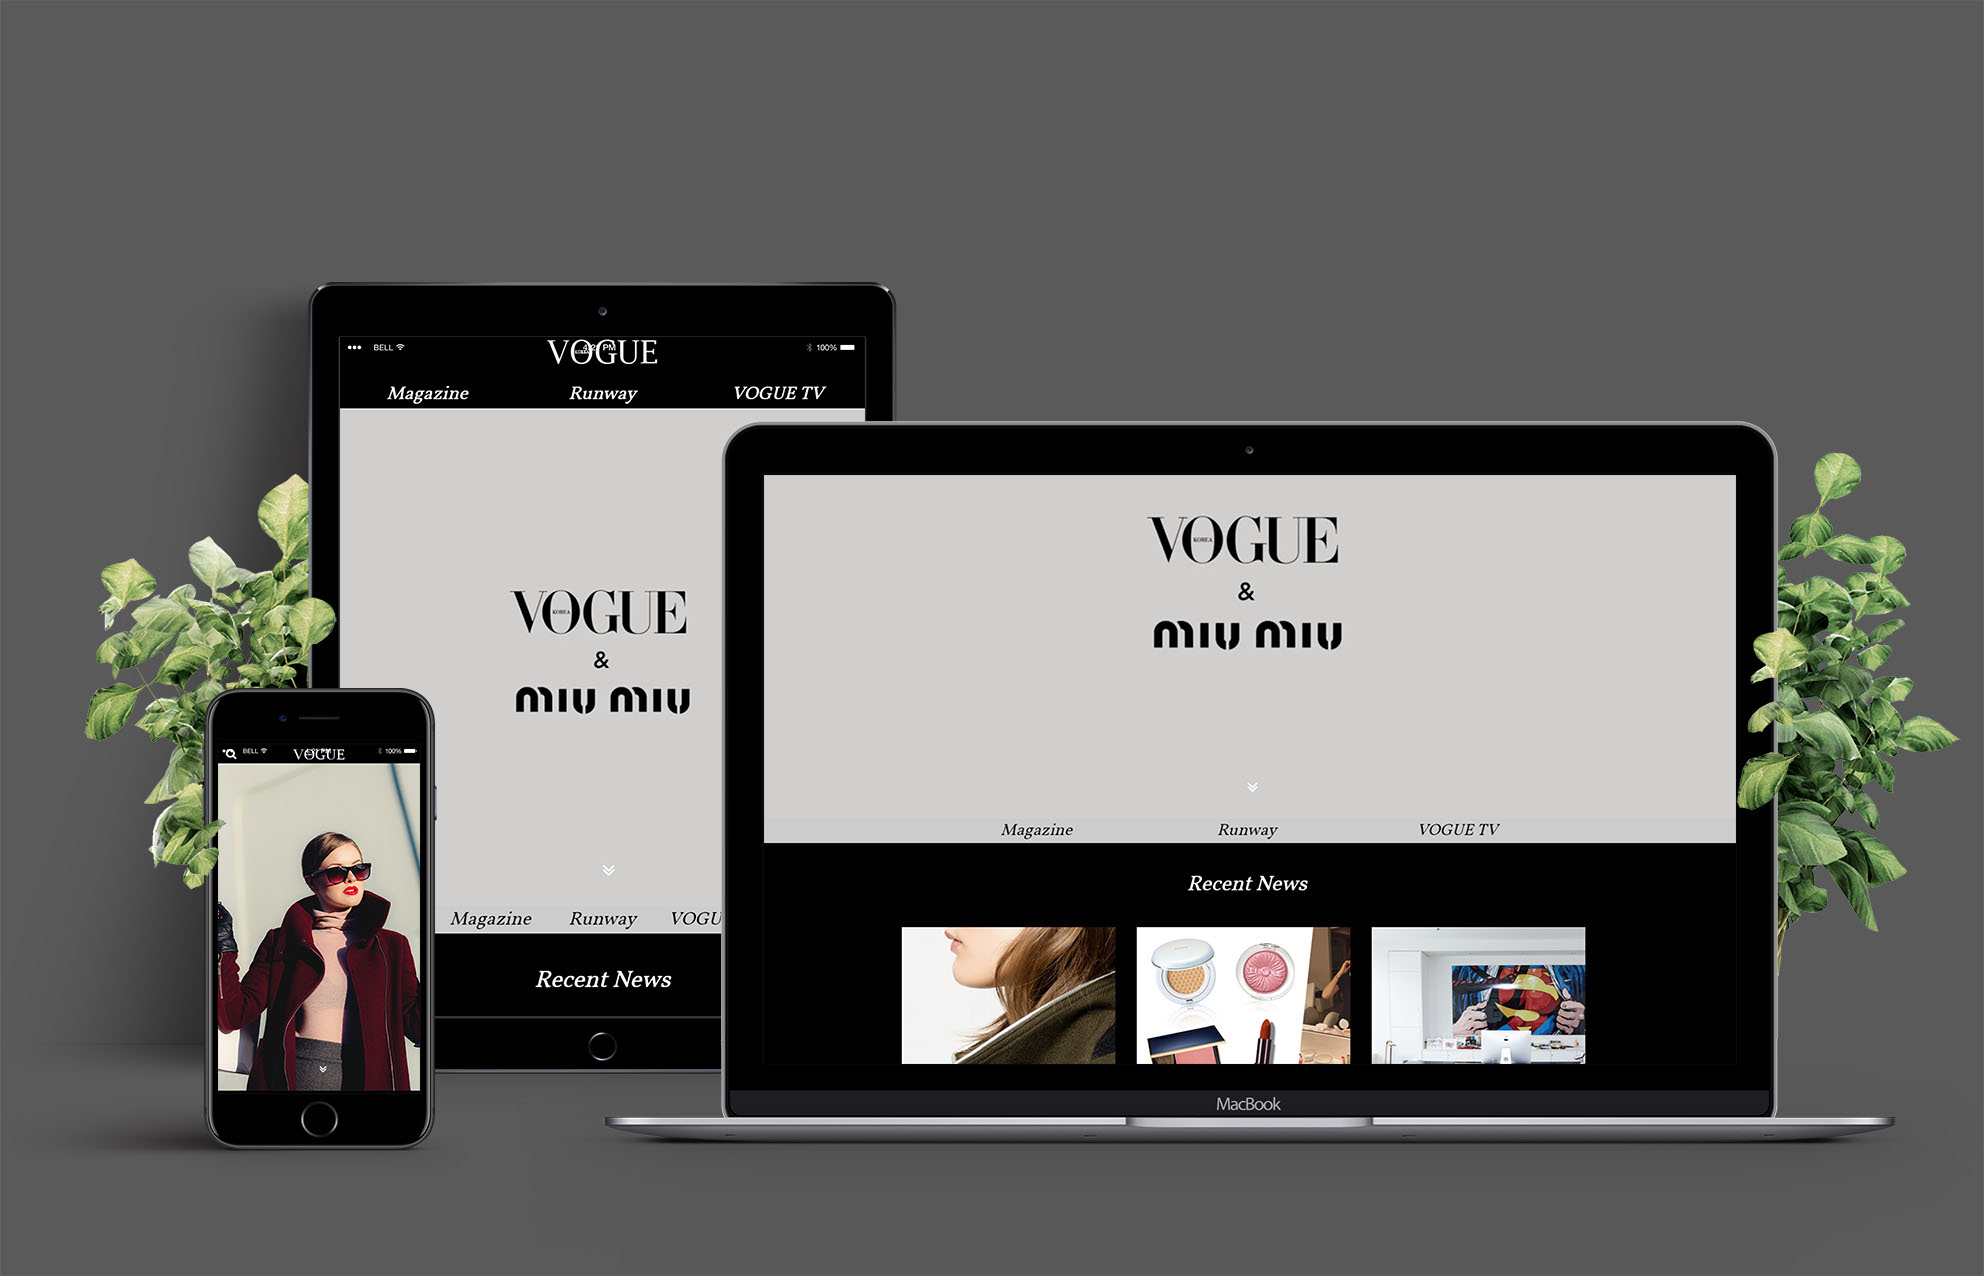 BELL
VOGUE
100%
Magazine Runway VOGUE TV
VOGUE
KOREA
&
MIU MIU
Magazine Runway VOGU
Recent News
BELL
VOGUE
100%
VOGUE
KOREA
&
MIU MIU
Magazine Runway VOGUE TV
Recent News
CLINIQUE
MacBook